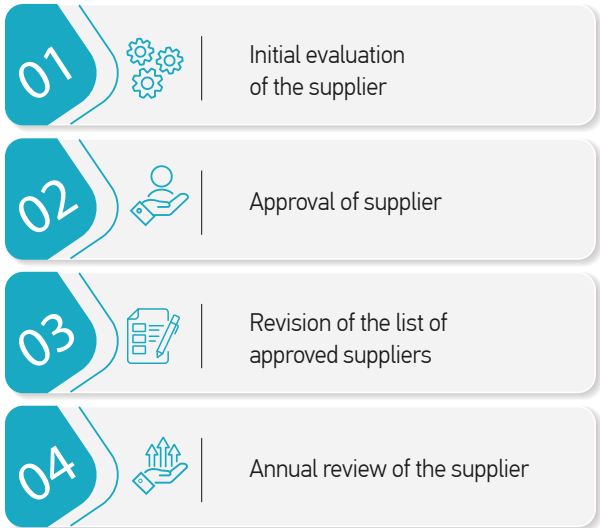 01
Initial evaluation
of the supplier
02
Approval of supplier
03
Revision of the list of
approved suppliers
04
Annual review of the supplier